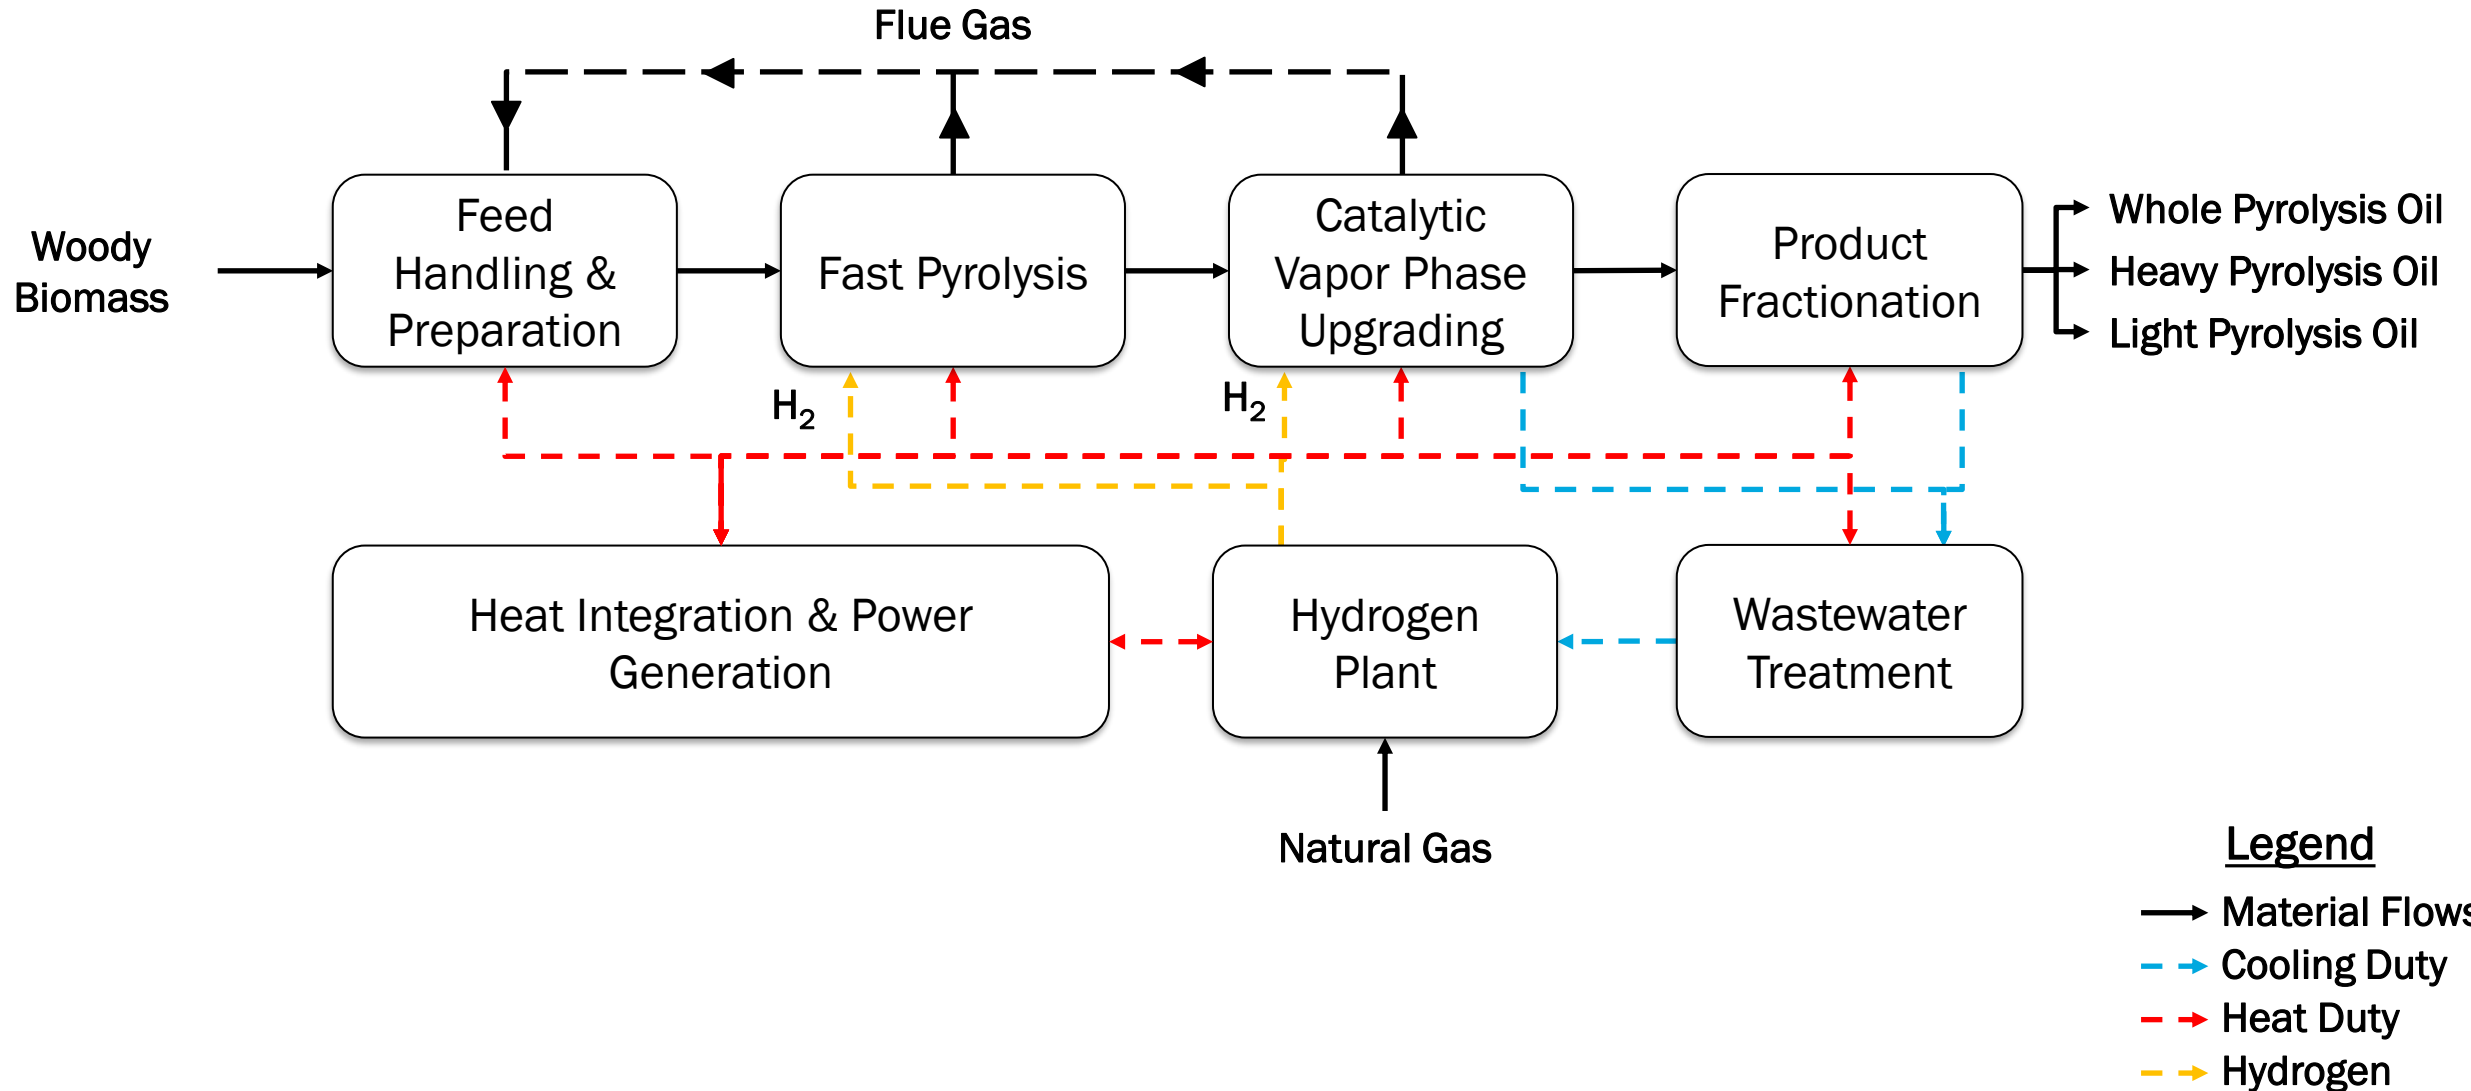 Flue Gas
Woody
Biomass
Feed
Handling &
Preparation
Fast Pyrolysis
Catalytic
Vapor Phase
Upgrading
Product
Fractionation
Whole Pyrolysis Oil
Heavy Pyrolysis Oil
Light Pyrolysis Oil
H₂
H₂
Heat Integration & Power
Generation
Hydrogen
Plant
Wastewater
Treatment
Natural Gas
Legend
Material Flows
Cooling Duty
Heat Duty
Hydrogen